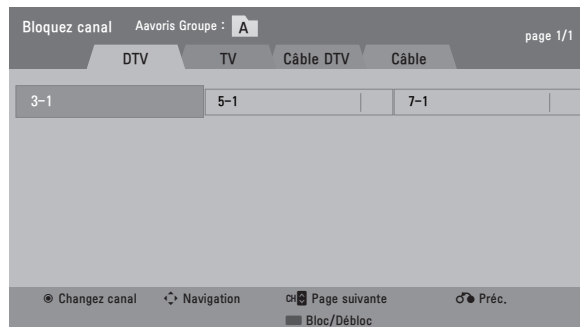 Bloquez canal Aavoris Groupe : A
page 1/1
DTV TV Câble DTV Câble
3-1 5-1 7-1
Changez canal Navigation CH Page suivante Préc.
Bloc/Débloc